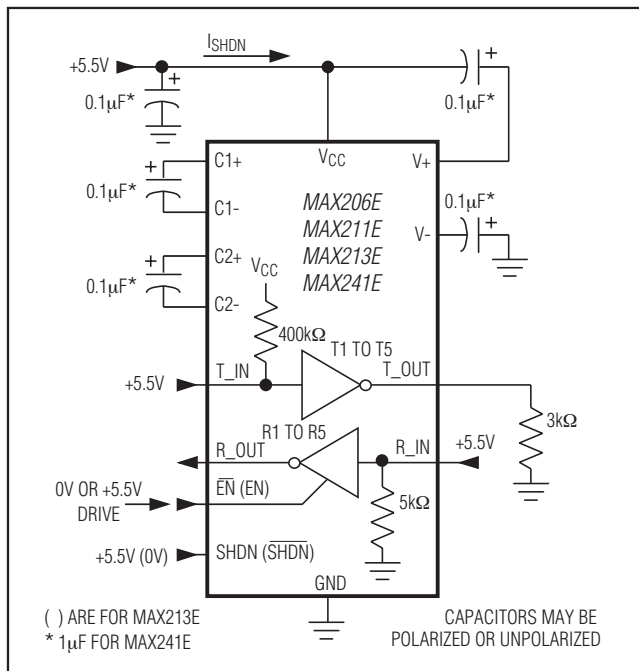 I_SHDN
+5.5V
+
+
0.1µF*
0.1µF*
V_CC
V+
C1+
+
0.1µF*
C1-
MAX206E
MAX211E
MAX213E
MAX241E
0.1µF*
+
V-
C2+
+
0.1µF*
C2-
V_CC
400kΩ
T1 TO T5
+5.5V
T_IN
T_OUT
3kΩ
R1 TO R5
R_OUT
R_IN
+5.5V
0V OR +5.5V
DRIVE
E̅N̅ (EN)
5kΩ
+5.5V (0V)
SHDN (S̅H̅D̅N̅)
GND
( ) ARE FOR MAX213E
* 1µF FOR MAX241E
CAPACITORS MAY BE
POLARIZED OR UNPOLARIZED